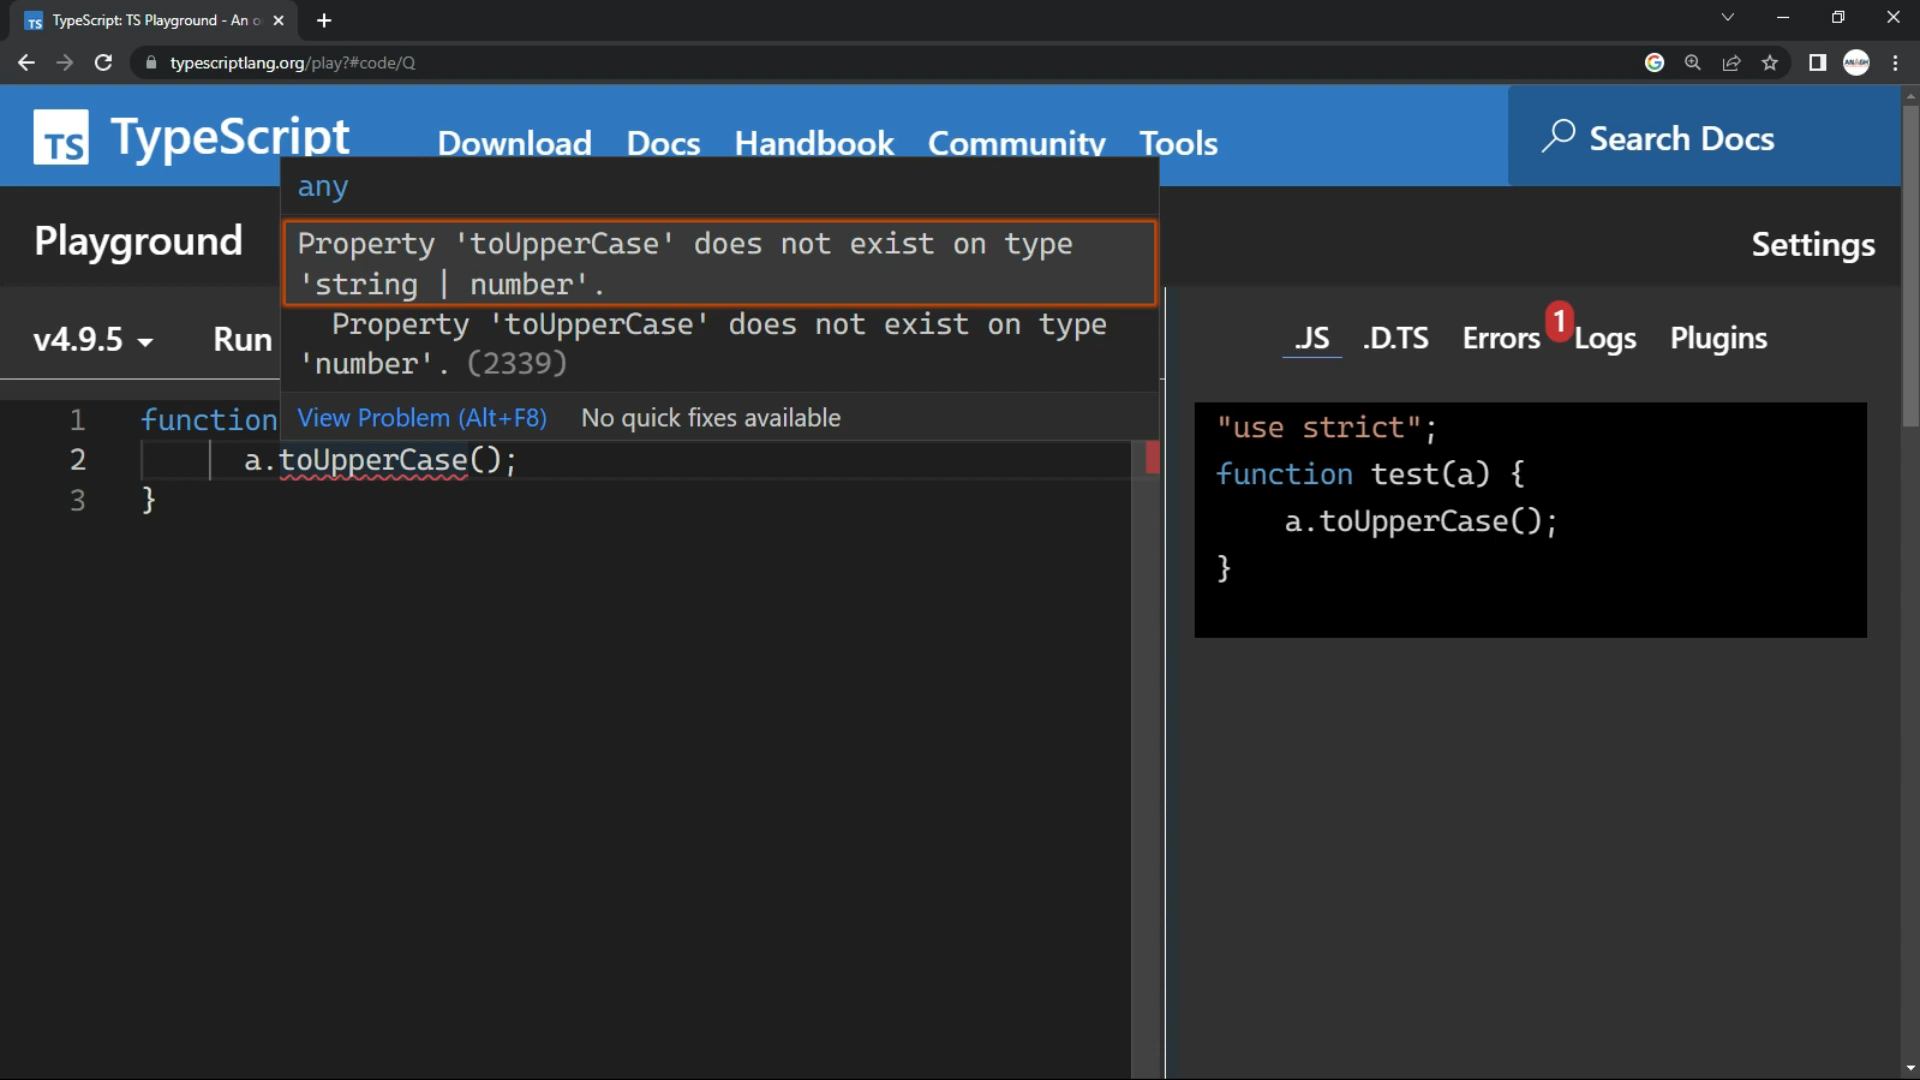 TS TypeScript: TS Playground - An
typescriptlang.org/play?#code/Q
TS TypeScript Download Docs Handbook Community Tools Search Docs
any
Playground Settings
Property 'toUpperCase' does not exist on type
'string | number'.
Property 'toUpperCase' does not exist on type
'number'. (2339)
View Problem (Alt+F8) No quick fixes available
v4.9.5 Run
.JS .D.TS Errors 1 Logs Plugins
1 function
2 a.toUpperCase();
3 }
"use strict";
function test(a) {
a.toUpperCase();
}